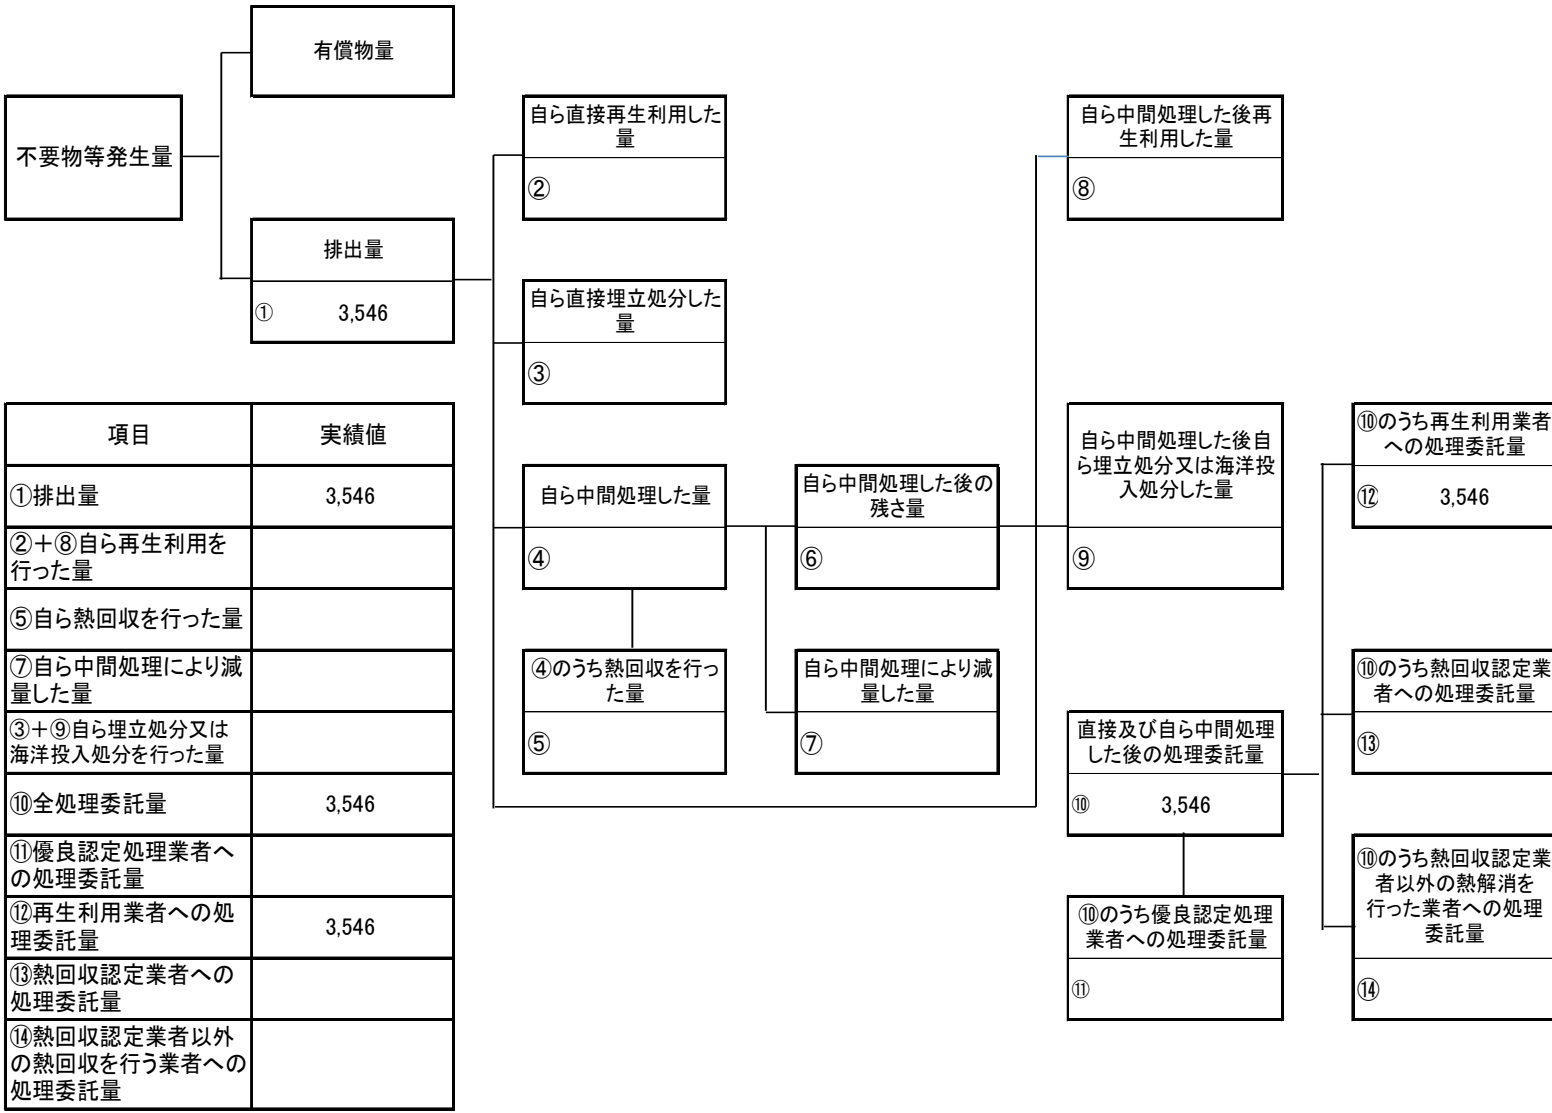 有償物量
不要物等発生量
排出量
① 3,546
自ら直接再生利用した
量
②
自ら直接埋立処分した
量
③
自ら中間処理した量
④
④のうち熱回収を行っ
た量
⑤
自ら中間処理した後の
残さ量
⑥
自ら中間処理により減
量した量
⑦
自ら中間処理した後再
生利用した量
⑧
自ら中間処理した後自
ら埋立処分又は海洋投
入処分した量
⑨
直接及び自ら中間処理
した後の処理委託量
⑩ 3,546
⑩のうち優良認定処理
業者への処理委託量
⑪
⑩のうち再生利用業者
への処理委託量
⑫ 3,546
⑩のうち熱回収認定業
者への処理委託量
⑬
⑩のうち熱回収認定業
者以外の熱解消を
行った業者への処理
委託量
⑭
項目 実績値
①排出量 3,546
②＋⑧自ら再生利用を
行った量
⑤自ら熱回収を行った量
⑦自ら中間処理により減
量した量
③＋⑨自ら埋立処分又は
海洋投入処分を行った量
⑩全処理委託量 3,546
⑪優良認定処理業者へ
の処理委託量
⑫再生利用業者への処
理委託量 3,546
⑬熱回収認定業者への
処理委託量
⑭熱回収認定業者以外
の熱回収を行う業者への
処理委託量